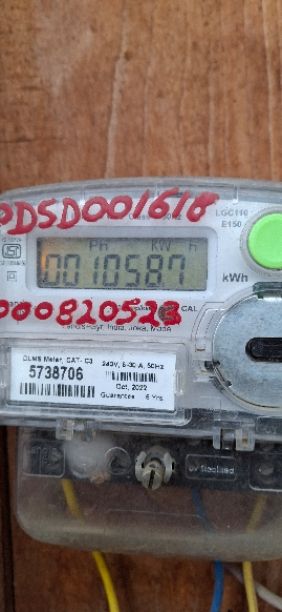 PDSD001618
LGC110
E150
PH KW h
0010587
kWh
000820523
CAL
DLMS Meter, CAT- C3
5738706
240V, 5-30 A, 50Hz
Oct, 2022
Guarantee 5 Yrs